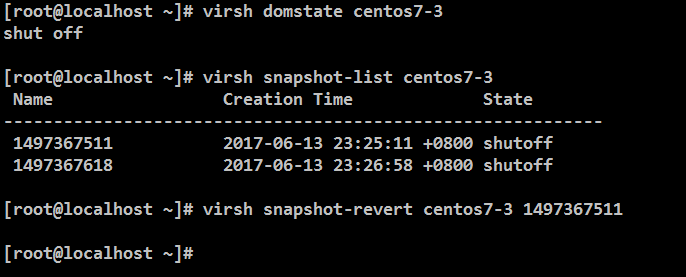 [root@localhost ~]# virsh domstate centos7-3
shut off
[root@localhost ~]# virsh snapshot-list centos7-3
Name Creation Time State
------------------------------------------------------------
1497367511 2017-06-13 23:25:11 +0800 shutoff
1497367618 2017-06-13 23:26:58 +0800 shutoff
[root@localhost ~]# virsh snapshot-revert centos7-3 1497367511
[root@localhost ~]#